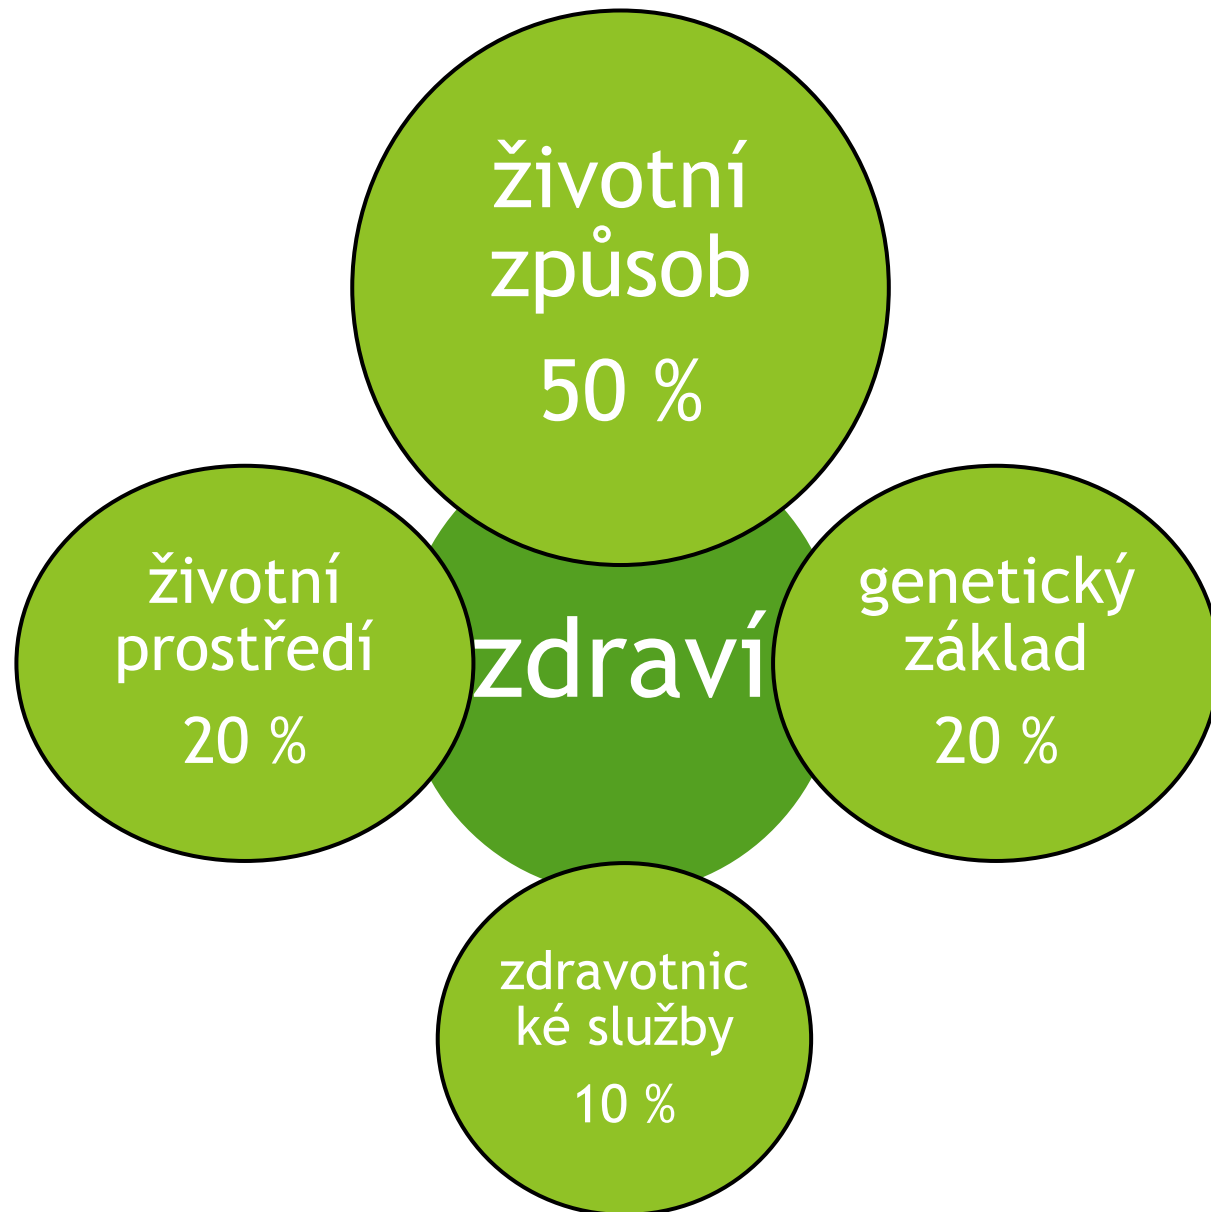 životní
způsob
50 %
životní
prostředí
20 %
zdraví
genetický
základ
20 %
zdravotnic
ké služby
10 %